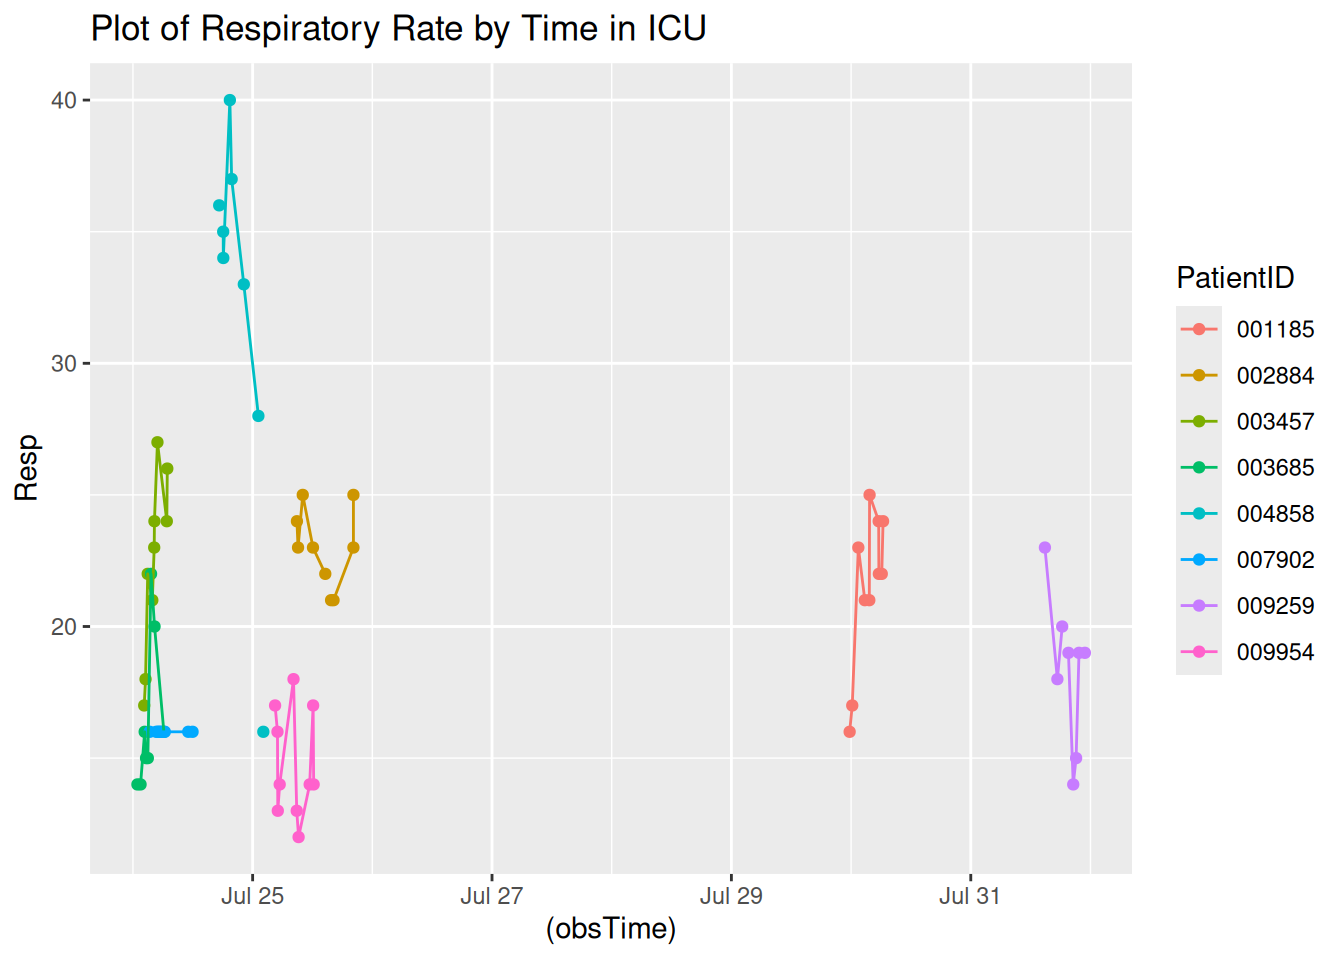 Plot of Respiratory Rate by Time in ICU
Resp
40
30
20
Jul 25
Jul 27
Jul 29
Jul 31
(obsTime)
PatientID
001185
002884
003457
003685
004858
007902
009259
009954